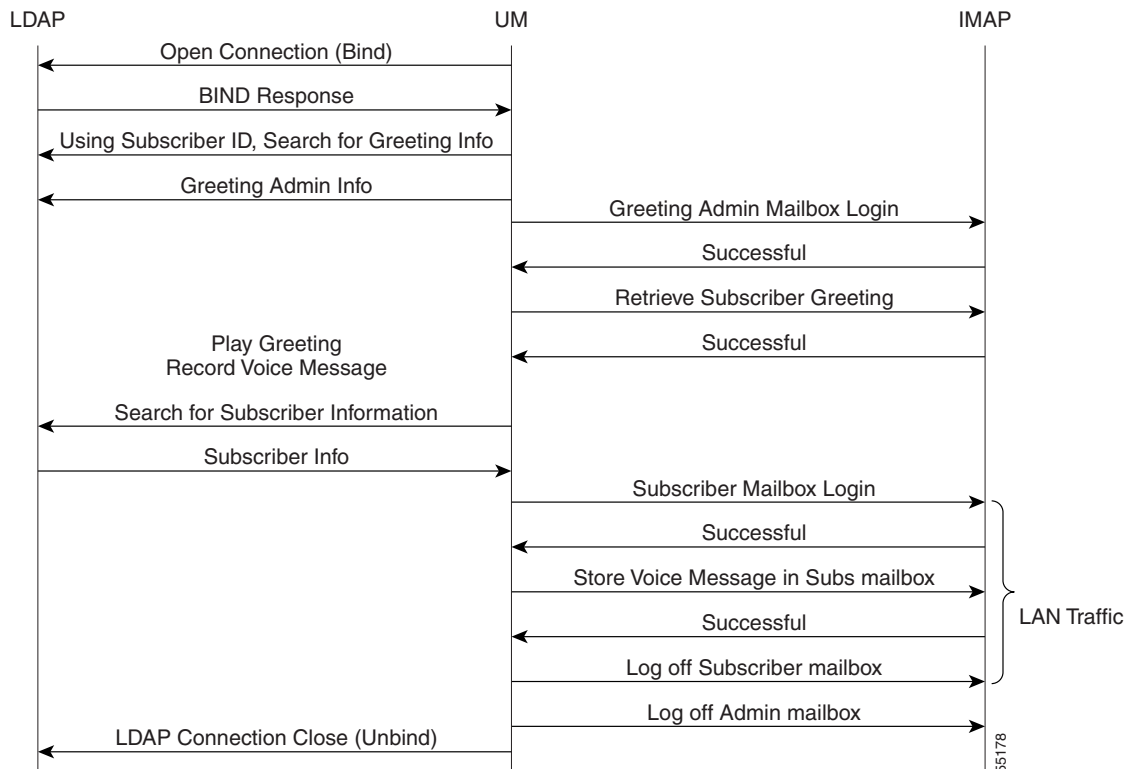 LDAP
UM
IMAP
Open Connection (Bind)
BIND Response
Using Subscriber ID, Search for Greeting Info
Greeting Admin Info
Greeting Admin Mailbox Login
Successful
Retrieve Subscriber Greeting
Successful
Play Greeting
Record Voice Message
Search for Subscriber Information
Subscriber Info
Subscriber Mailbox Login
Successful
Store Voice Message in Subs mailbox
Successful
LAN Traffic
Log off Subscriber mailbox
Log off Admin mailbox
LDAP Connection Close (Unbind)
55178